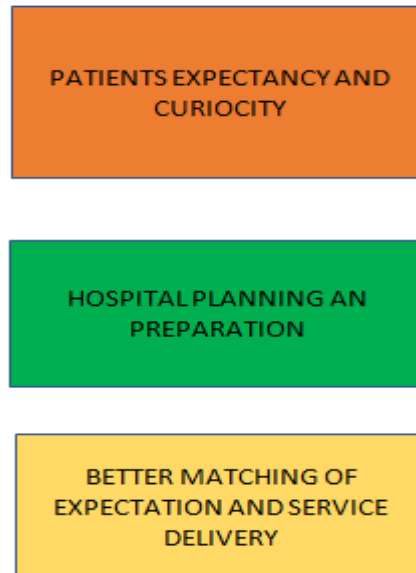 PATIENTS EXPECTANCY AND
CURIOCITY
HOSPITAL PLANNING AN
PREPARATION
BETTER MATCHING OF
EXPECTATION AND SERVICE
DELIVERY